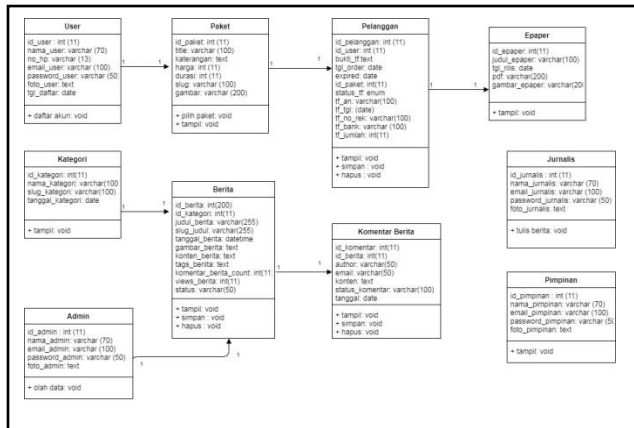 User
id_user : int (11)
nama_user: varchar (70)
no_hp: varchar (13)
email_user: varchar (100)
password_user: varchar (50)
foto_user: text
tgl_daftar: date
+ daftar akun: void
1
1
Paket
id_paket: int (11)
title: varchar (100)
katerangan: text
harga: int (11)
durasi: int (11)
slug: varchar (100)
gambar: varchar (200)
+ pilih paket: void
+ tampil: void
1
1
Pelanggan
id_pelanggan: int (11)
id_user: int (11)
bukti_tf:text
tgl_order: date
expired: date
id_paket: int(11)
status_tf: enum
tf_an: varchar(100)
tf_tgl: (date)
tf_no_rek: varchar(100)
tf_bank: varchar (100)
tf_jumlah: int(11)
+ tampil: void
+ simpan : void
+ hapus : void
1
1
Epaper
id_epaper: int(11)
judul_epaper: varchar(100)
tgl_rilis: date
pdf: varchar(200)
gambar_epaper: varchar(20
+ tampil: void
Kategori
id_kategori: int(11)
nama_kategori: varchar(100
slug_kategori: varchar(100)
tanggal_kategori: date
+ tampil: void
1
1
Berita
id_berita: int(200)
id_kategori: int(11)
judul_berita: varchar(255)
slug_judul: varchar(255)
tanggal_berita: datetime
gambar_berita: text
konten_berita: text
tags_berita: text
komentar_berita_count: int(11
views_berita: int(11)
status: varchar(50)
+ tampil: void
+ simpan : void
+ hapus : void
1
1
Komentar Berita
id_komentar: int(11)
id_berita: int(11)
author: varchar(50)
email: varchar(50)
konten: text
status_komentar: varchar(100)
tanggal: date
+ tampil: void
+ simpan: void
+ hapus: void
Jurnalis
id_jurnalis : int (11)
nama_jurnalis: varchar (70)
email_jurnalis: varchar (100)
password_jurnalis: varchar (50)
foto_jurnalis: text
+ tulis berita: void
Admin
id_admin : int (11)
nama_admin: varchar (70)
email_admin: varchar (100)
password_admin: varchar (50)
foto_admin: text
+ olah data: void
1
1
Pimpinan
id_pimpinan : int (11)
nama_pimpinan: varchar (70)
email_pimpinan: varchar (100)
password_pimpinan: varchar (50
foto_pimpinan: text
+ tampil: void